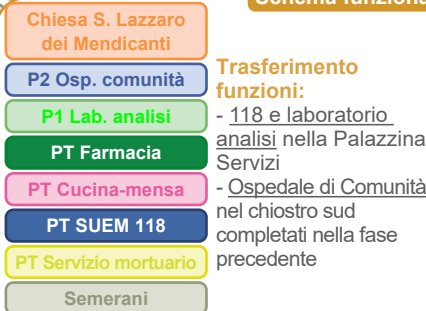 Schema funziona
Chiesa S. Lazzaro
dei Mendicanti
P2 Osp. comunità
P1 Lab. analisi
PT Farmacia
PT Cucina-mensa
PT SUEM 118
PT Servizio mortuario
Semerani
Trasferimento
funzioni:
- 118 e laboratorio
analisi nella Palazzina
Servizi
- Ospedale di Comunità
nel chiostro sud
completati nella fase
precedente